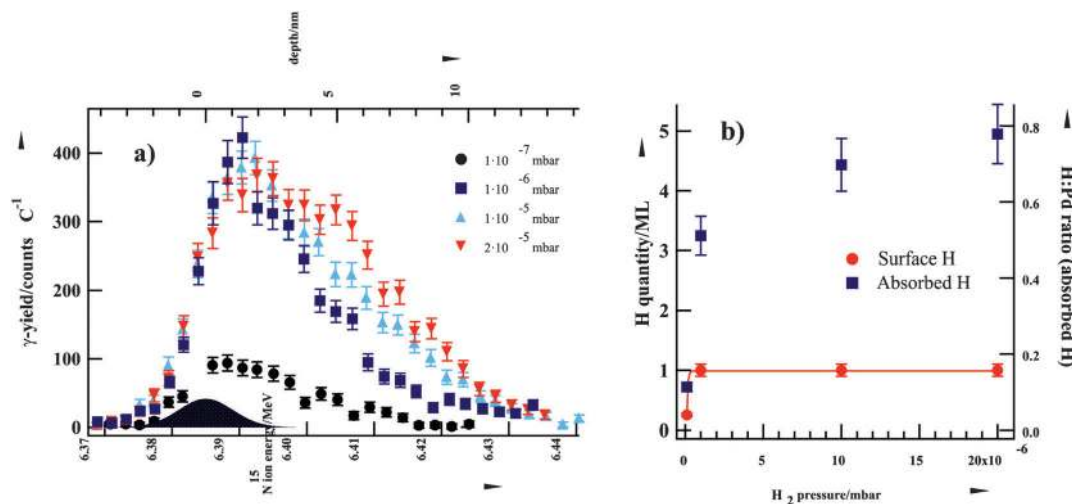 depth/nm
0 5 10
a)
γ-yield/counts C⁻¹
400
300
200
100
0
1·10⁻⁷ mbar
1·10⁻⁶ mbar
1·10⁻⁵ mbar
2·10⁻⁵ mbar
6.37 6.38 6.39 6.40 6.41 6.42 6.43 6.44
¹⁵N ion energy/MeV
b)
H quantity/ML
5
4
3
2
1
0
Surface H
Absorbed H
H:Pd ratio (absorbed H)
0.8
0.6
0.4
0.2
0.0
0 5 10 15 20x10⁻⁶
H₂ pressure/mbar